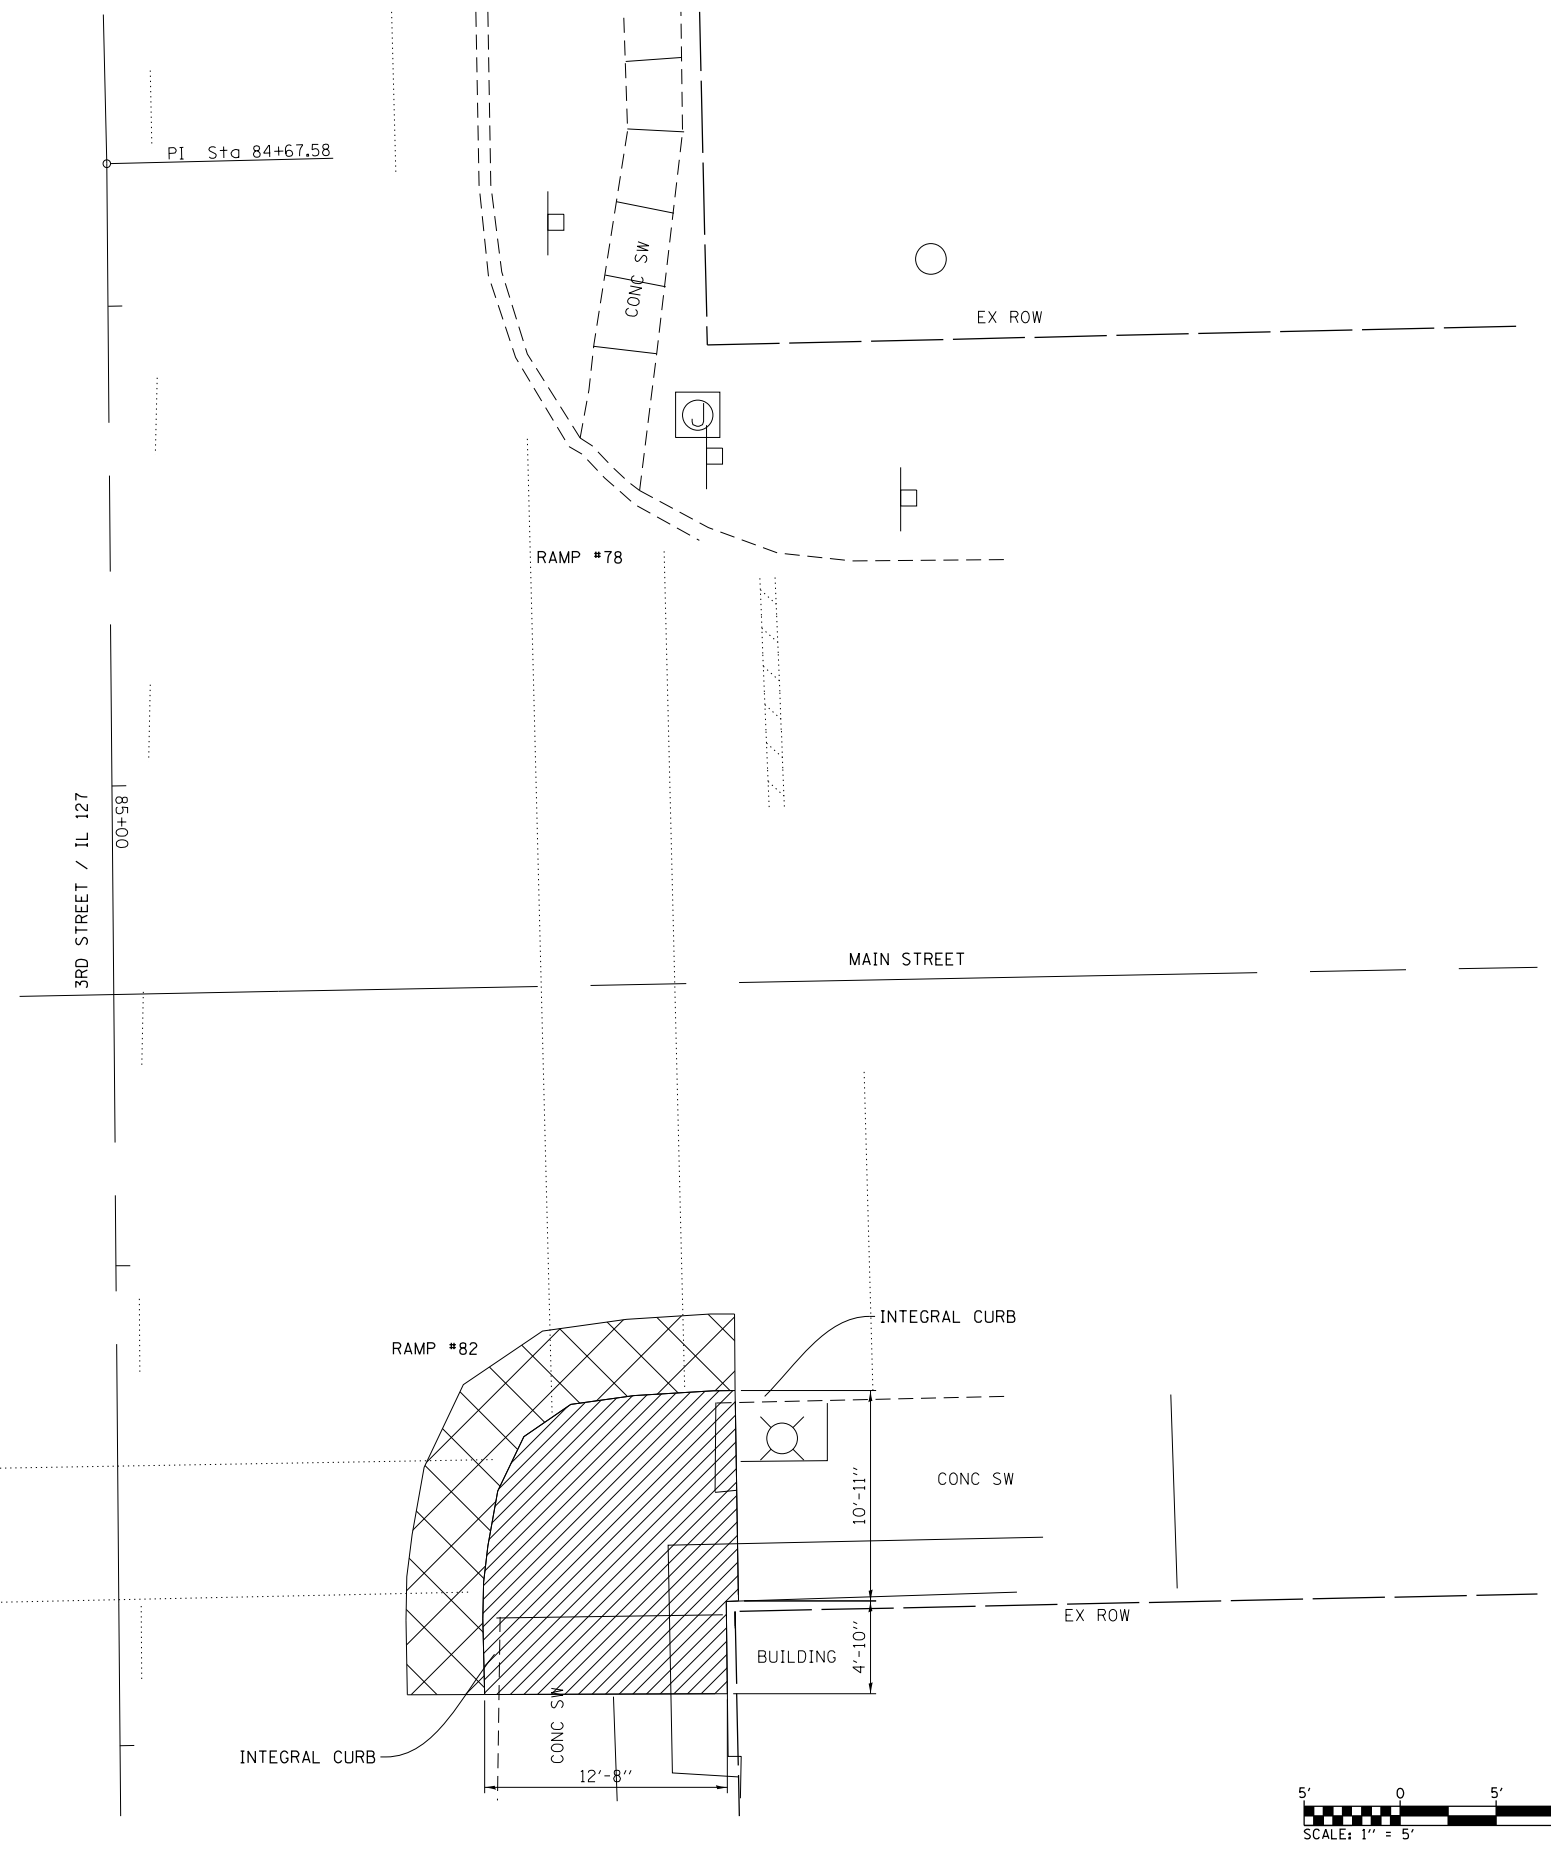 PI Sta 84+67.58
CONC SW
EX ROW
J
RAMP #78
3RD STREET / IL 127
85+00
MAIN STREET
INTEGRAL CURB
RAMP #82
10'-11"
CONC SW
EX ROW
4'-10"
BUILDING
CONC SW
INTEGRAL CURB
12'-8"
5' 0 5'
SCALE: 1" = 5'